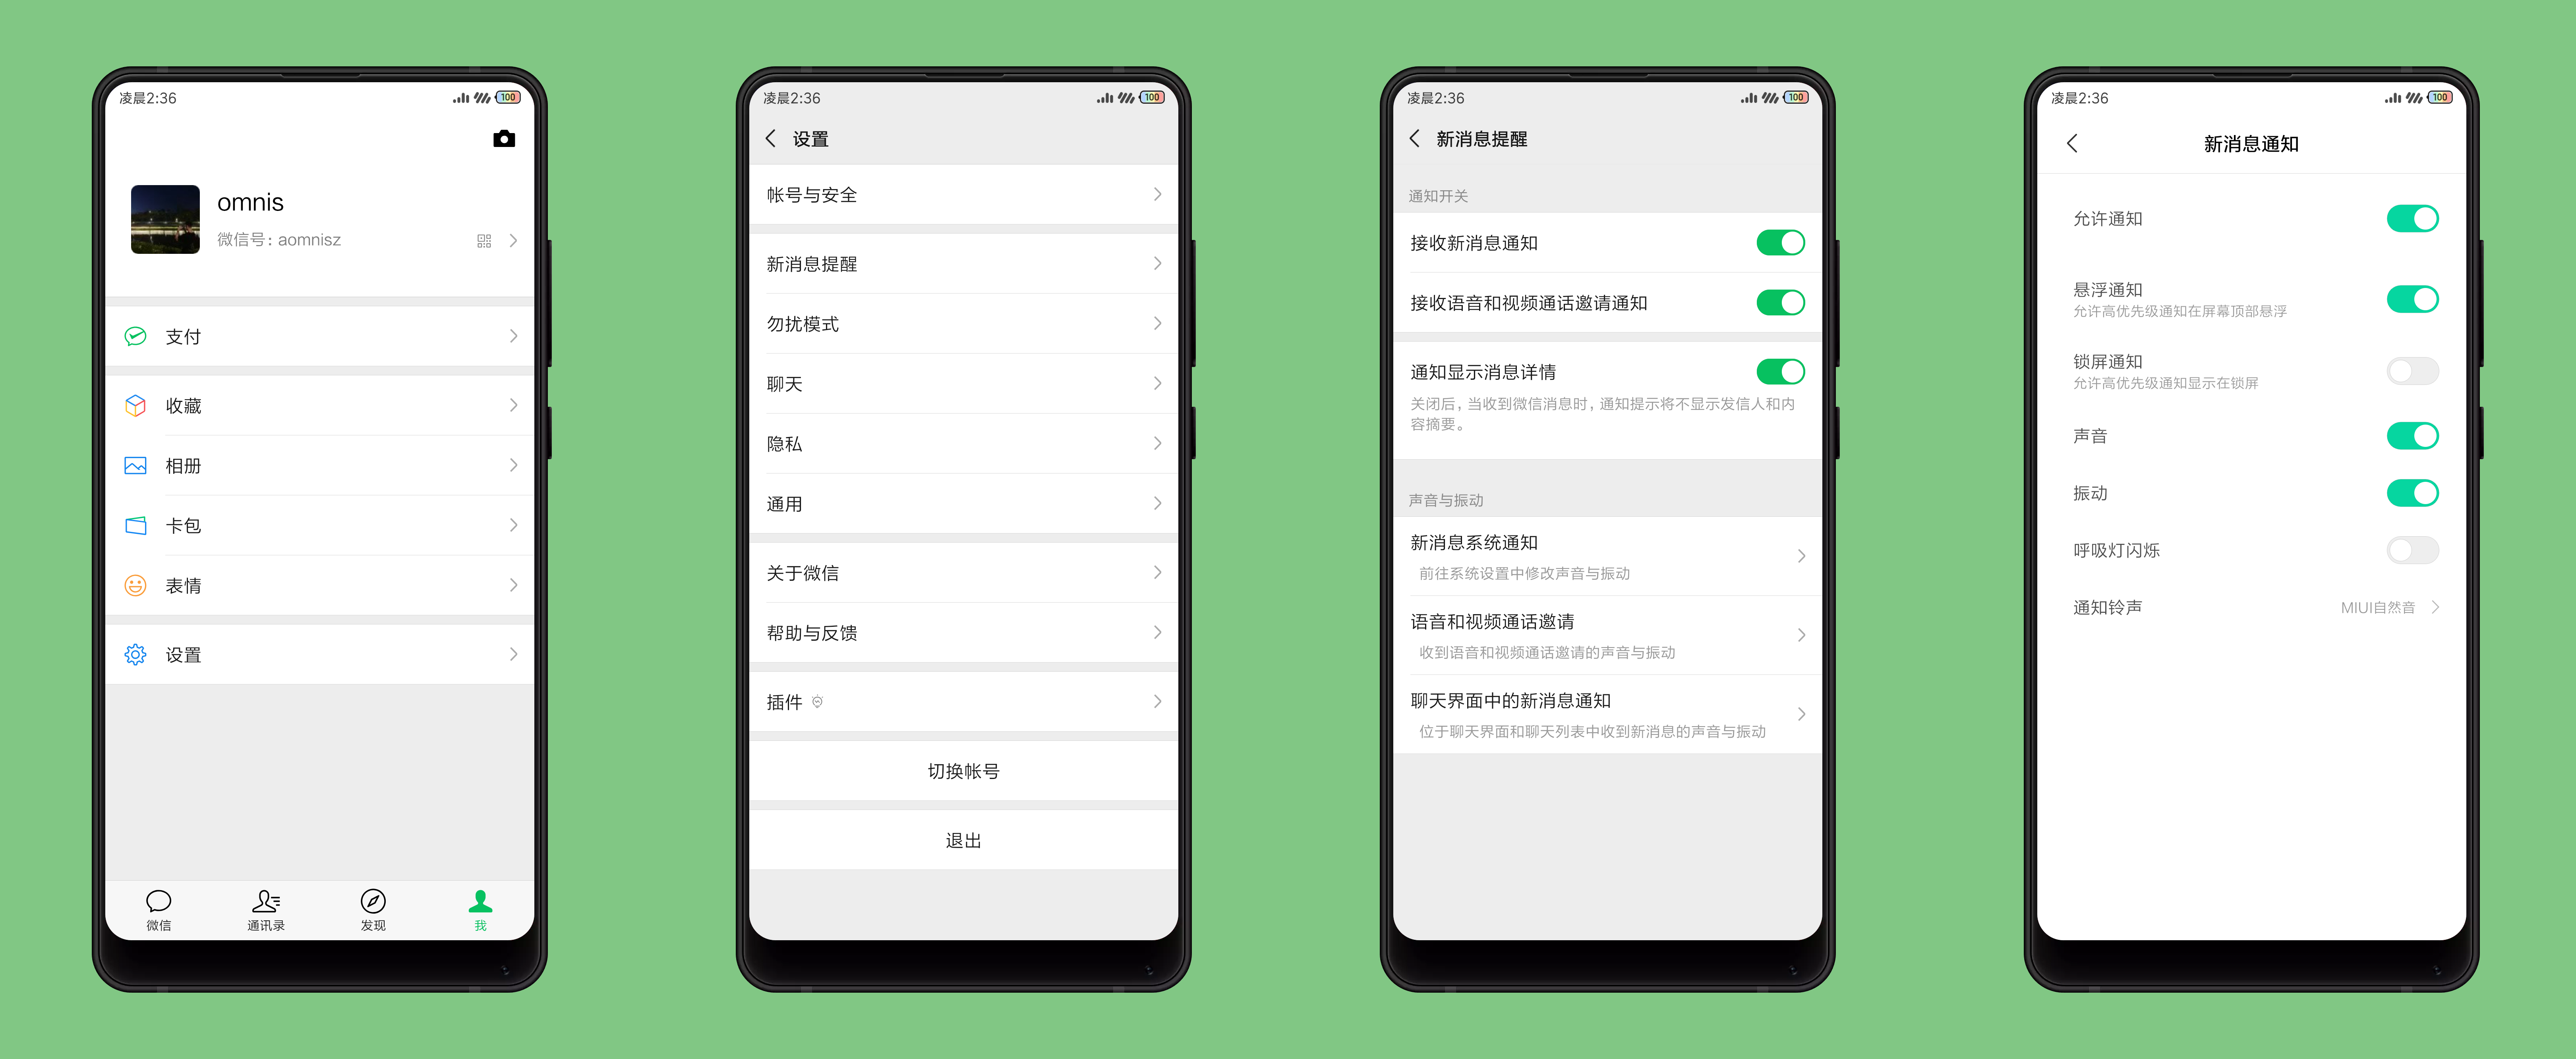 凌晨2:36
100
omnis
微信号：aomnisz
支付
收藏
相册
卡包
表情
设置
微信
通讯录
发现
我
凌晨2:36
100
设置
帐号与安全
新消息提醒
勿扰模式
聊天
隐私
通用
关于微信
帮助与反馈
插件
切换帐号
退出
凌晨2:36
100
新消息提醒
通知开关
接收新消息通知
接收语音和视频通话邀请通知
通知显示消息详情
关闭后，当收到微信消息时，通知提示将不显示发信人和内
容摘要。
声音与振动
新消息系统通知
前往系统设置中修改声音与振动
语音和视频通话邀请
收到语音和视频通话邀请的声音与振动
聊天界面中的新消息通知
位于聊天界面和聊天列表中收到新消息的声音与振动
凌晨2:36
100
新消息通知
允许通知
悬浮通知
允许高优先级通知在屏幕顶部悬浮
锁屏通知
允许高优先级通知显示在锁屏
声音
振动
呼吸灯闪烁
通知铃声
MIUI自然音